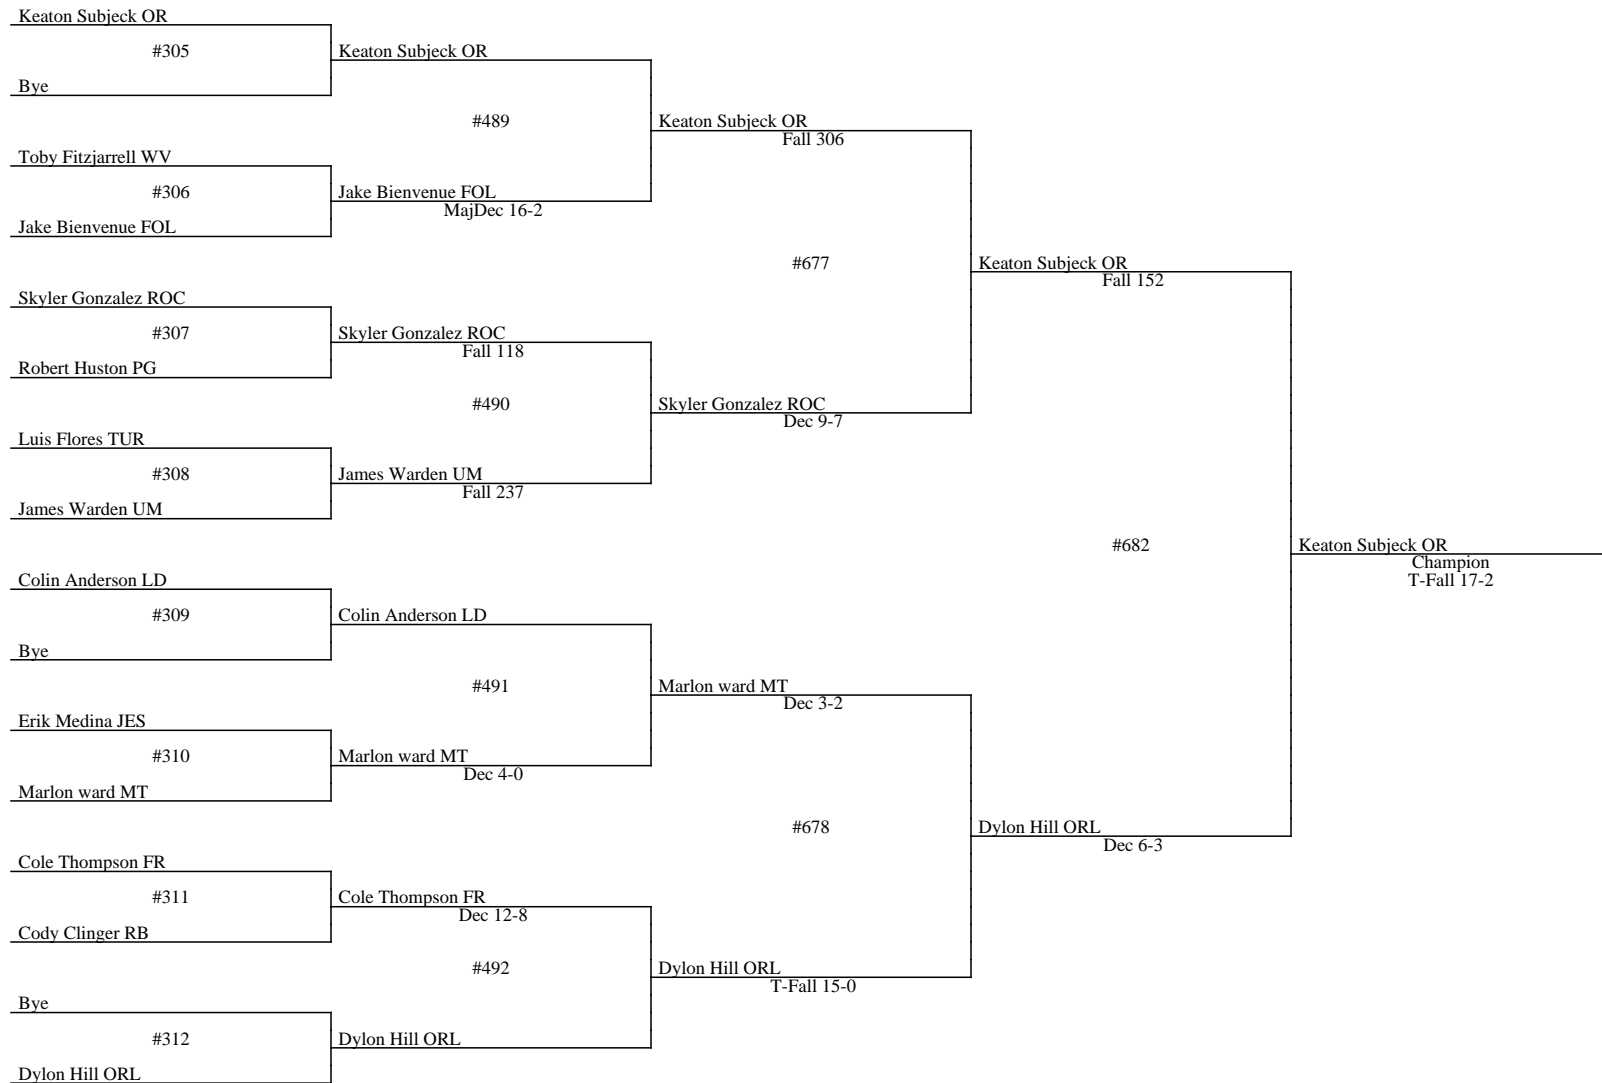 Keaton Subjeck OR
#305
Bye
Toby Fitzjarrell WV
#306
Jake Bienvenue FOL
Skyler Gonzalez ROC
#307
Robert Huston PG
Luis Flores TUR
#308
James Warden UM
Colin Anderson LD
#309
Bye
Erik Medina JES
#310
Marlon ward MT
Cole Thompson FR
#311
Cody Clinger RB
Bye
#312
Dylon Hill ORL
Keaton Subjeck OR
#489
Jake Bienvenue FOL
MajDec 16-2
Skyler Gonzalez ROC
Fall 118
#490
James Warden UM
Fall 237
Colin Anderson LD
#491
Marlon ward MT
Dec 4-0
Cole Thompson FR
Dec 12-8
#492
Dylon Hill ORL
Keaton Subjeck OR
Fall 306
#677
Skyler Gonzalez ROC
Dec 9-7
Marlon ward MT
Dec 3-2
#678
Dylon Hill ORL
T-Fall 15-0
Keaton Subjeck OR
Fall 152
#682
Dylon Hill ORL
Dec 6-3
Keaton Subjeck OR
Champion
T-Fall 17-2